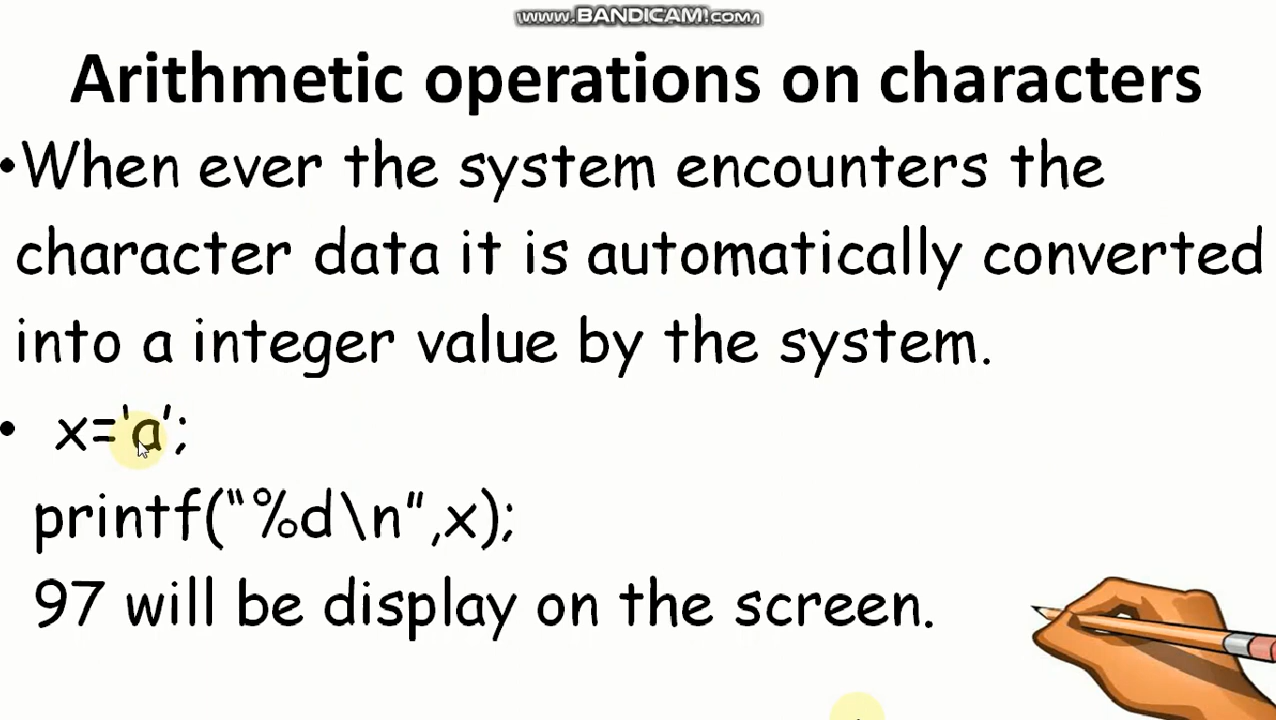 www.BANDICAM.com
Arithmetic operations on characters
•When ever the system encounters the
character data it is automatically converted
into a integer value by the system.
• x='a';
printf("%d\n",x);
97 will be display on the screen.